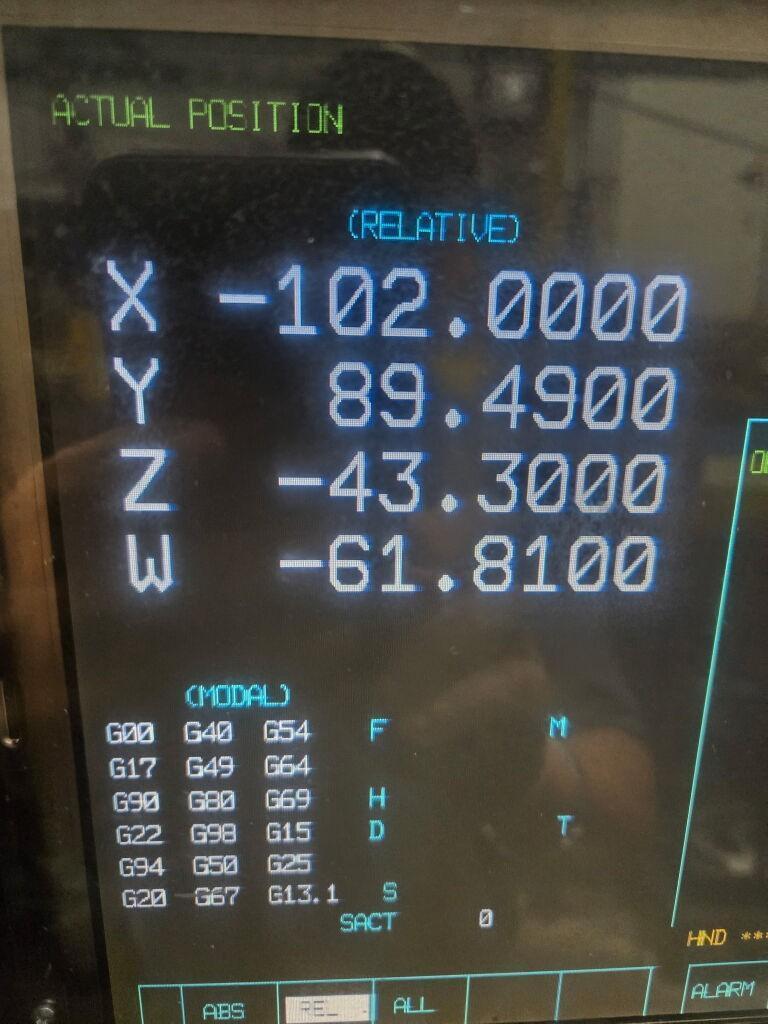 ACTUAL POSITION
(RELATIVE)
X -102.0000
Y 89.4900
Z -43.3000
W -61.8100
(MODAL)
G00 G40 G54 F M
G17 G49 G64
G90 G80 G69 H
G22 G98 G15 D T
G94 G50 G25
G20 G67 G13.1 S
SACT 0
HND **
ABS REL ALL
ALARM